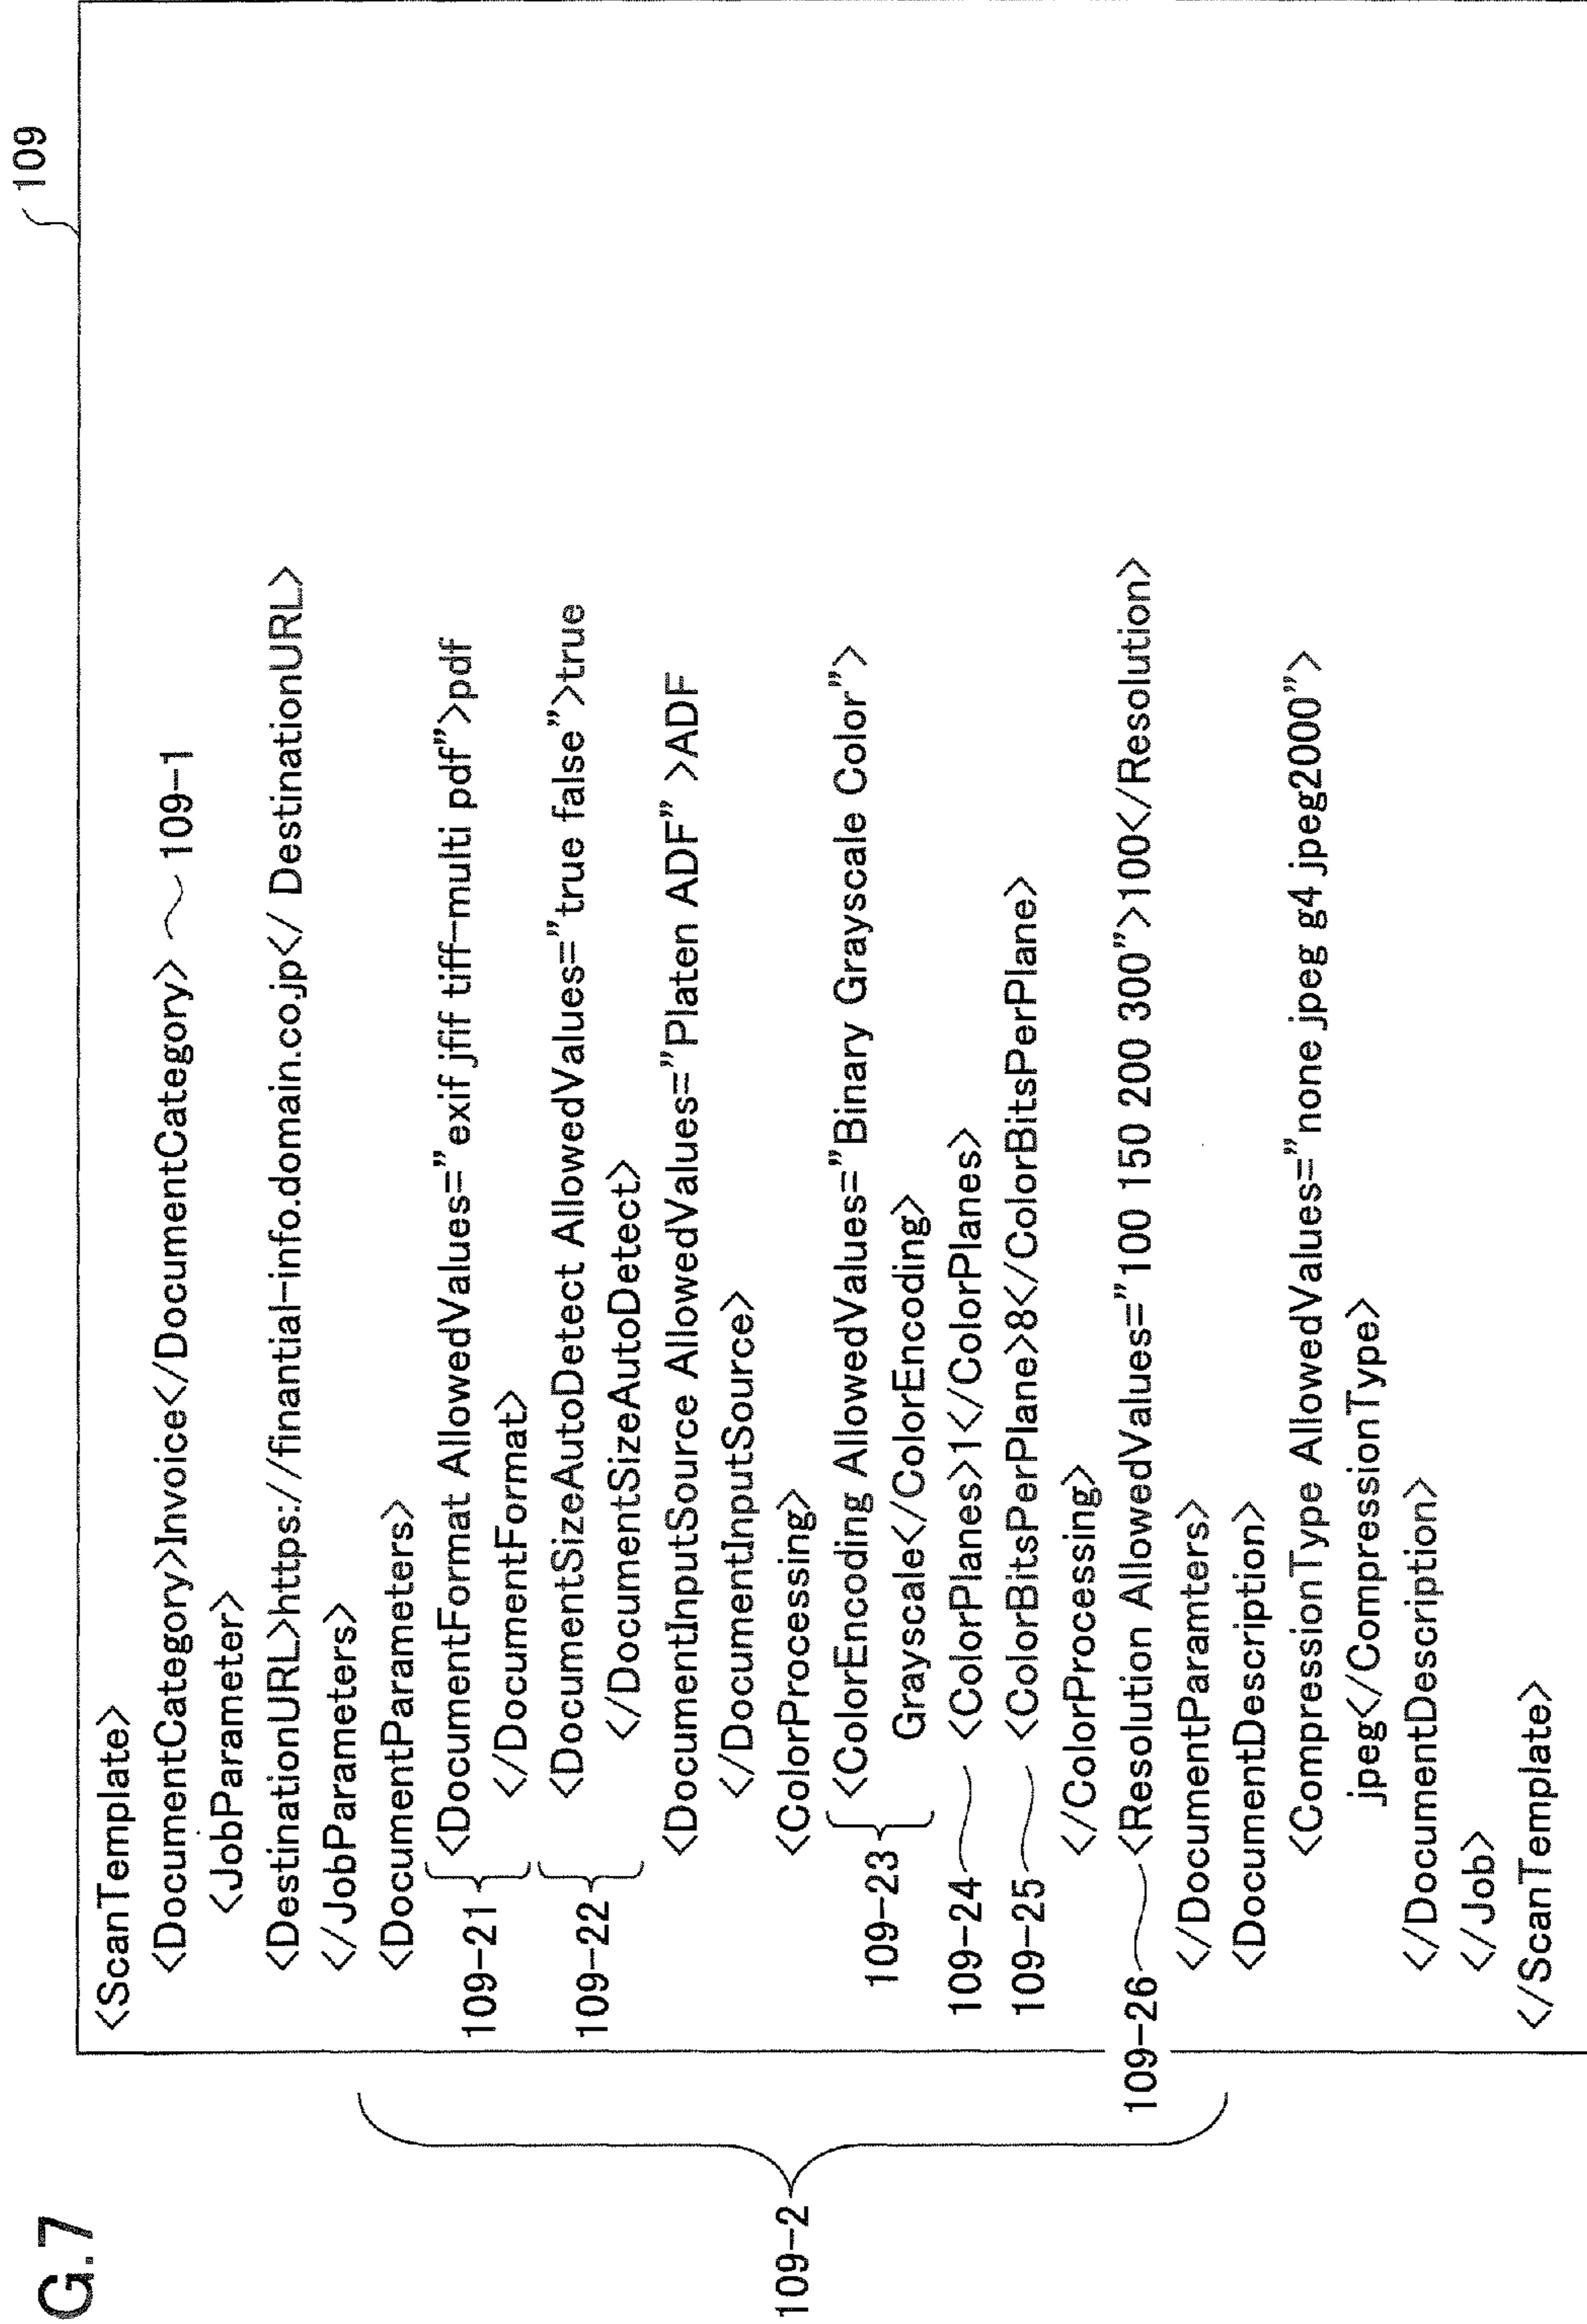 G.7
109
<ScanTemplate>
<DocumentCategory>Invoice</DocumentCategory> ～ 109-1
<JobParameter>
<DestinationURL>https://finantial-info.domain.co.jp</ DestinationURL>
</JobParameters>
<DocumentParameters>
109-21 <DocumentFormat AllowedValues="exif jfif tiff-multi pdf">pdf
</DocumentFormat>
109-22 <DocumentSizeAutoDetect AllowedValues="true false">true
</DocumentSizeAutoDetect>
<DocumentInputSource AllowedValues="Platen ADF" >ADF
</DocumentInputSource>
<ColorProcessing>
109-23 <ColorEncoding AllowedValues="Binary Grayscale Color">
Grayscale</ColorEncoding>
109-24 <ColorPlanes>1</ColorPlanes>
109-25 <ColorBitsPerPlane>8</ColorBitsPerPlane>
</ColorProcessing>
109-26 <Resolution AllowedValues="100 150 200 300">100</Resolution>
</DocumentParamters>
<DocumentDescription>
<CompressionType AllowedValues="none jpeg g4 jpeg2000">
jpeg</CompressionType>
</DocumentDescription>
</Job>
</ScanTemplate>
109-2